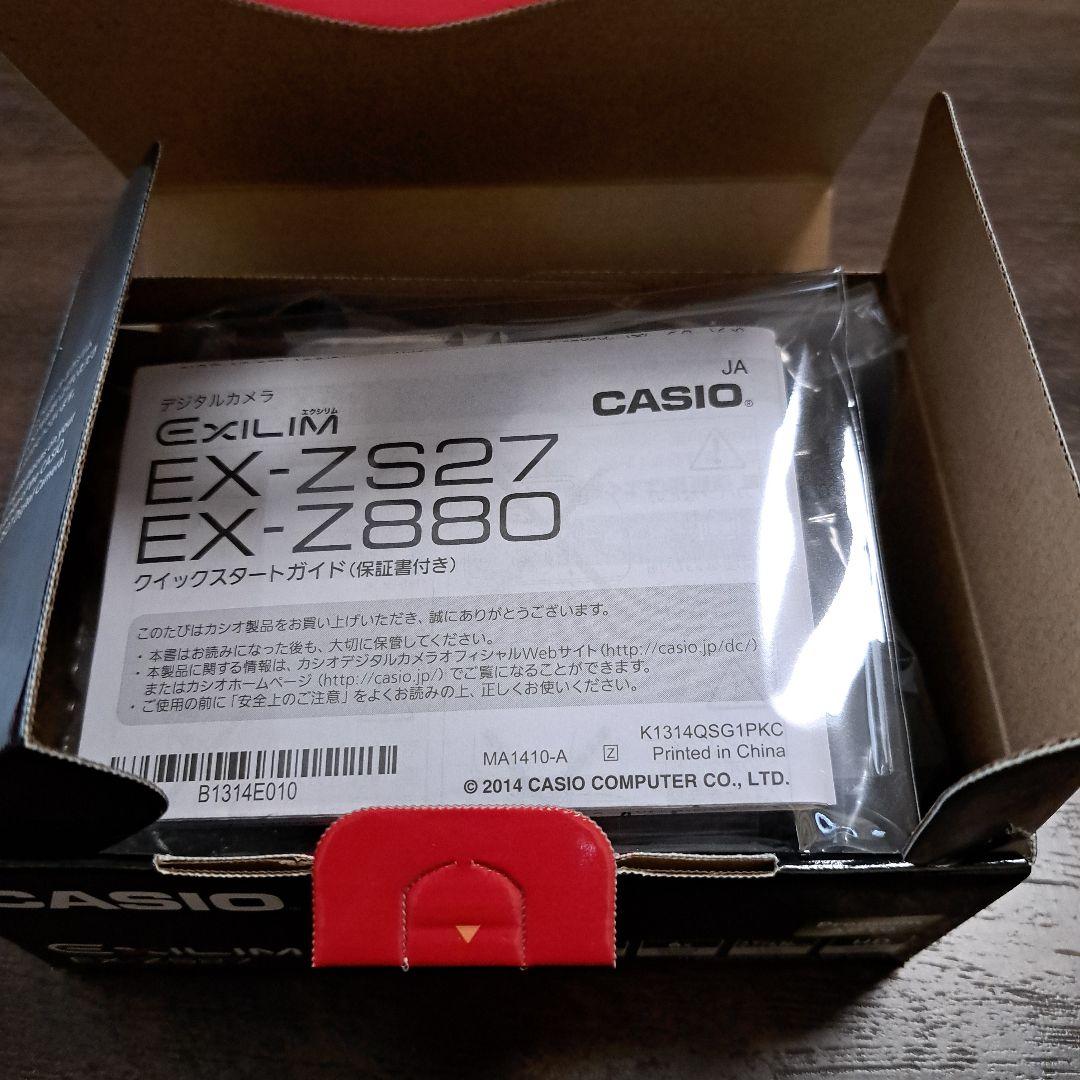 JA
デジタルカメラ
CASIO®
エクシリム
EXILIM
EX-ZS27
EX-Z880
クイックスタートガイド(保証書付き)
このたびはカシオ製品をお買い上げいただき、誠にありがとうございます。
・本書はお読みになった後も、大切に保管してください。
・本製品に関する情報は、カシオデジタルカメラオフィシャルWebサイト(http://casio.jp/dc/)
またはカシオホームページ(http://casio.jp/)でご覧になることができます。
・ご使用の前に「安全上のご注意」をよくお読みの上、正しくお使いください。
K1314QSG1PKC
MA1410-A Z Printed in China
B1314E010
© 2014 CASIO COMPUTER CO., LTD.
CASIO
EXILIM